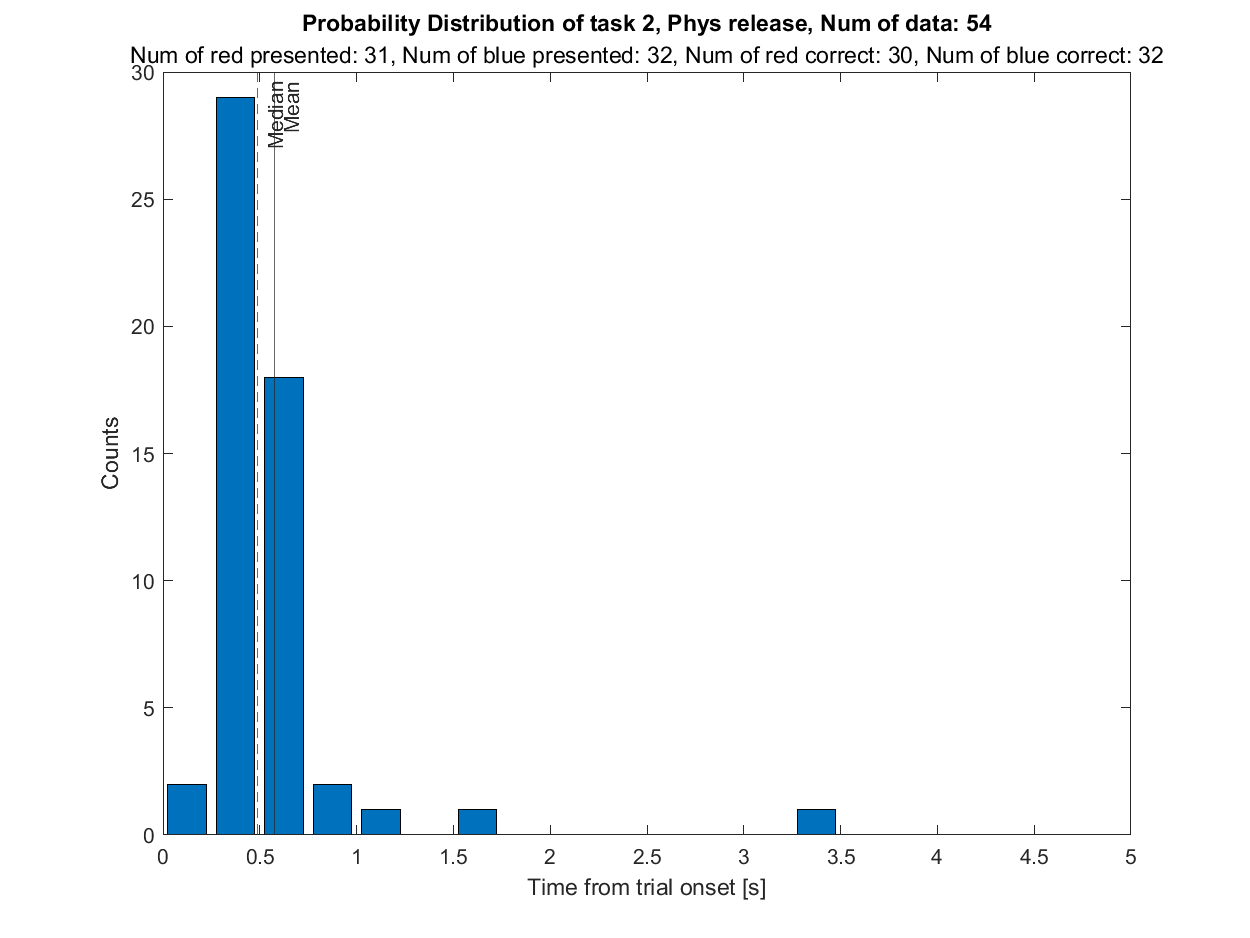 Probability Distribution of task 2, Phys release, Num of data: 54
Num of red presented: 31, Num of blue presented: 32, Num of red correct: 30, Num of blue correct: 32
30
25
20
15
10
5
0
Counts
Median
Mean
0 0.5 1 1.5 2 2.5 3 3.5 4 4.5 5
Time from trial onset [s]